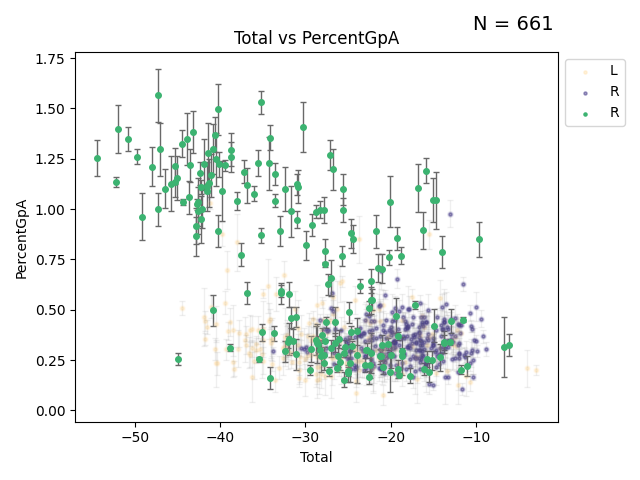 N = 661
Total vs PercentGpA
L
R
R
PercentGpA
1.75
1.50
1.25
1.00
0.75
0.50
0.25
0.00
−50 −40 −30 −20 −10
Total